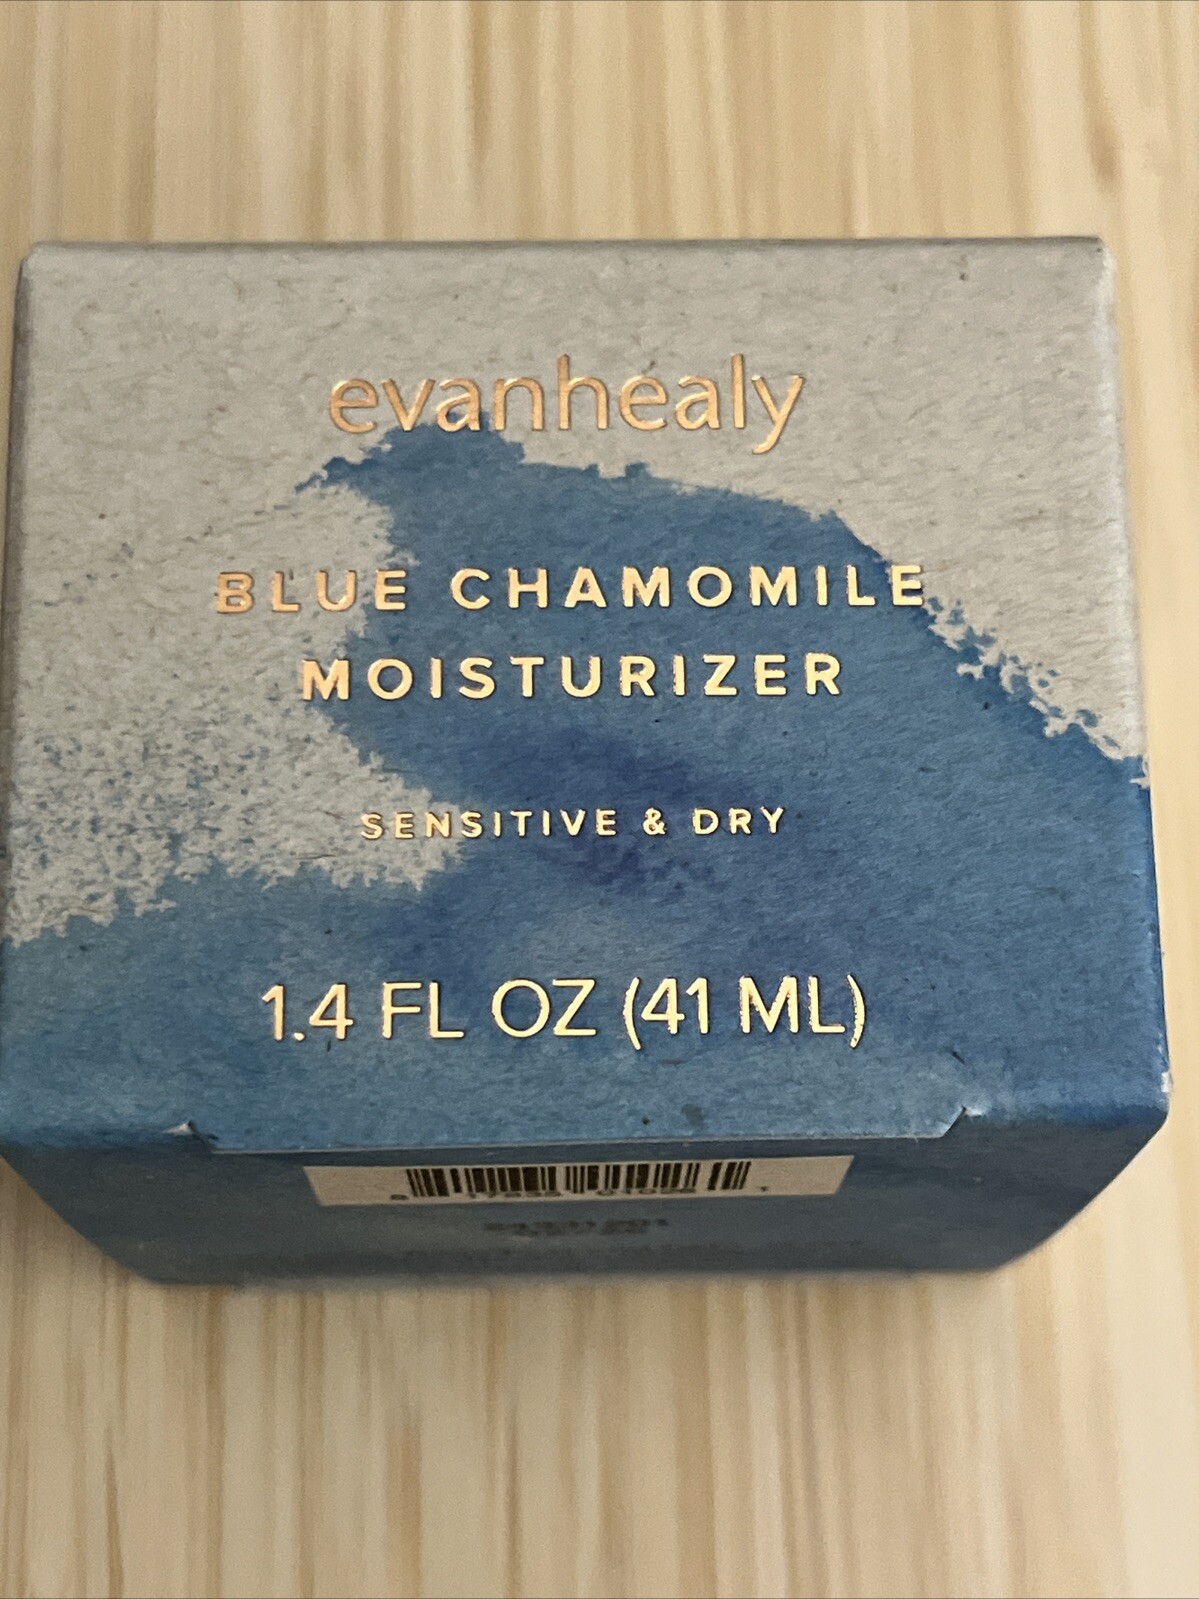 evanhealy
BLUE CHAMOMILE
MOISTURIZER
SENSITIVE & DRY
1.4 FL OZ (41 ML)